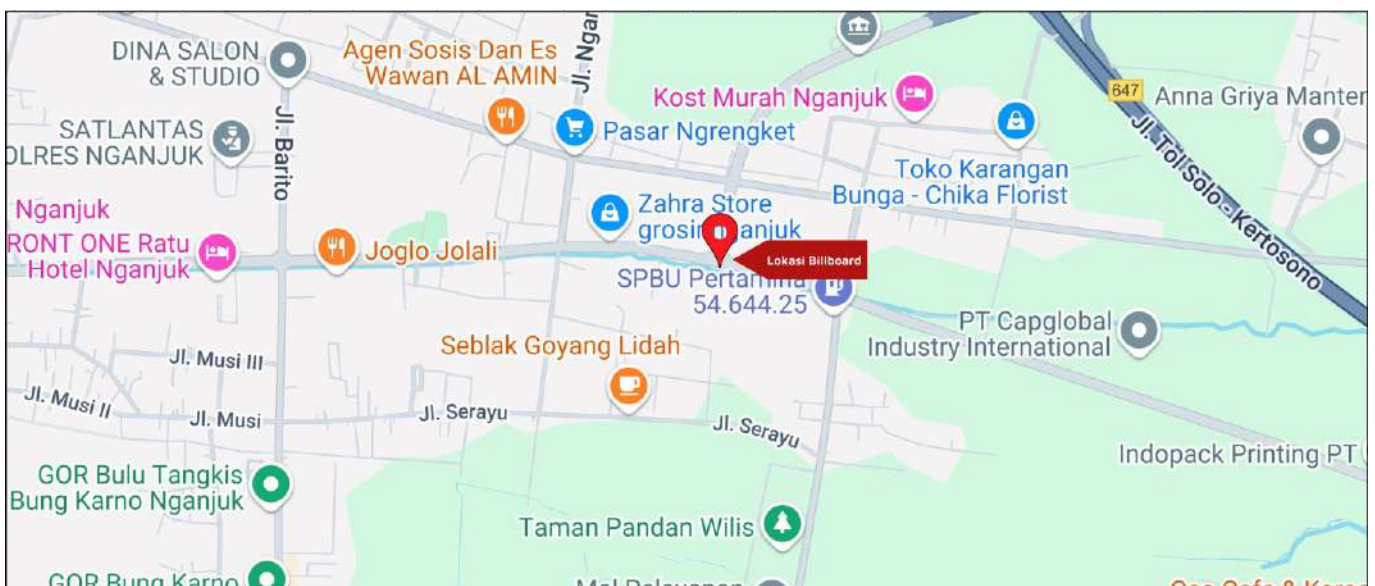 DINA SALON
& STUDIO
Agen Sosis Dan Es
Wawan AL AMIN
Jl. Ngar
Kost Murah Nganjuk
647
Anna Griya Manter
SATLANTAS
OLRES NGANJUK
Jl. Barito
Pasar Ngrengket
Jl. Tol Solo - Kertosono
Toko Karangan
Bunga - Chika Florist
Nganjuk
RONT ONE Ratu
Hotel Nganjuk
Joglo Jolali
Zahra Store
grosir nganjuk
Lokasi Billboard
SPBU Pertamina
54.644.25
PT Capglobal
Industry International
Jl. Musi III
Seblak Goyang Lidah
Jl. Musi II
Jl. Musi
Jl. Serayu
Jl. Serayu
Indopack Printing PT
GOR Bulu Tangkis
Bung Karno Nganjuk
Taman Pandan Wilis
GOR Bung Karno